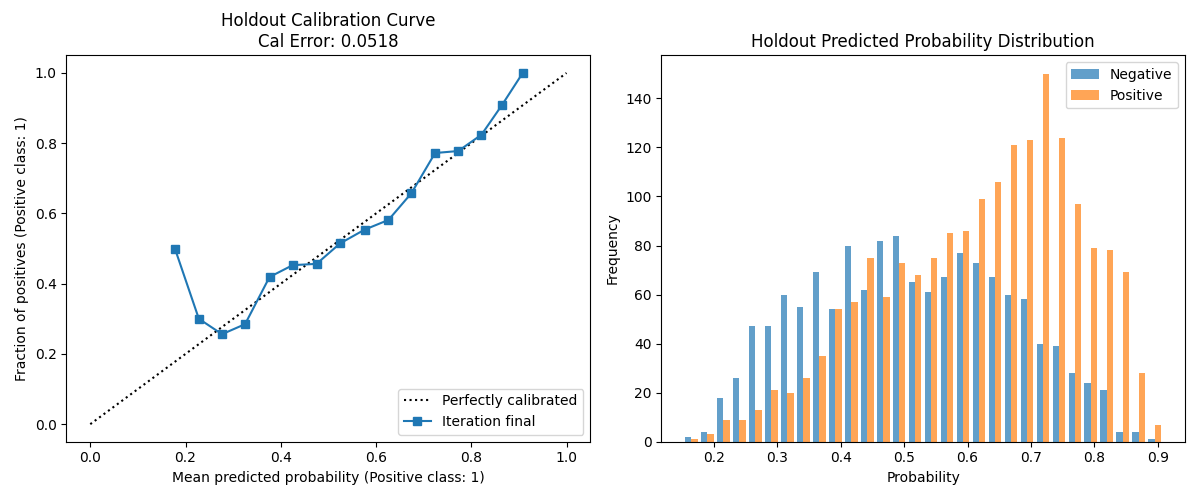 Holdout Calibration Curve
Cal Error: 0.0518
Fraction of positives (Positive class: 1)
1.0
0.8
0.6
0.4
0.2
0.0
Perfectly calibrated
Iteration final
0.0 0.2 0.4 0.6 0.8 1.0
Mean predicted probability (Positive class: 1)
Holdout Predicted Probability Distribution
Frequency
140
120
100
80
60
40
20
0
Negative
Positive
0.2 0.3 0.4 0.5 0.6 0.7 0.8 0.9
Probability